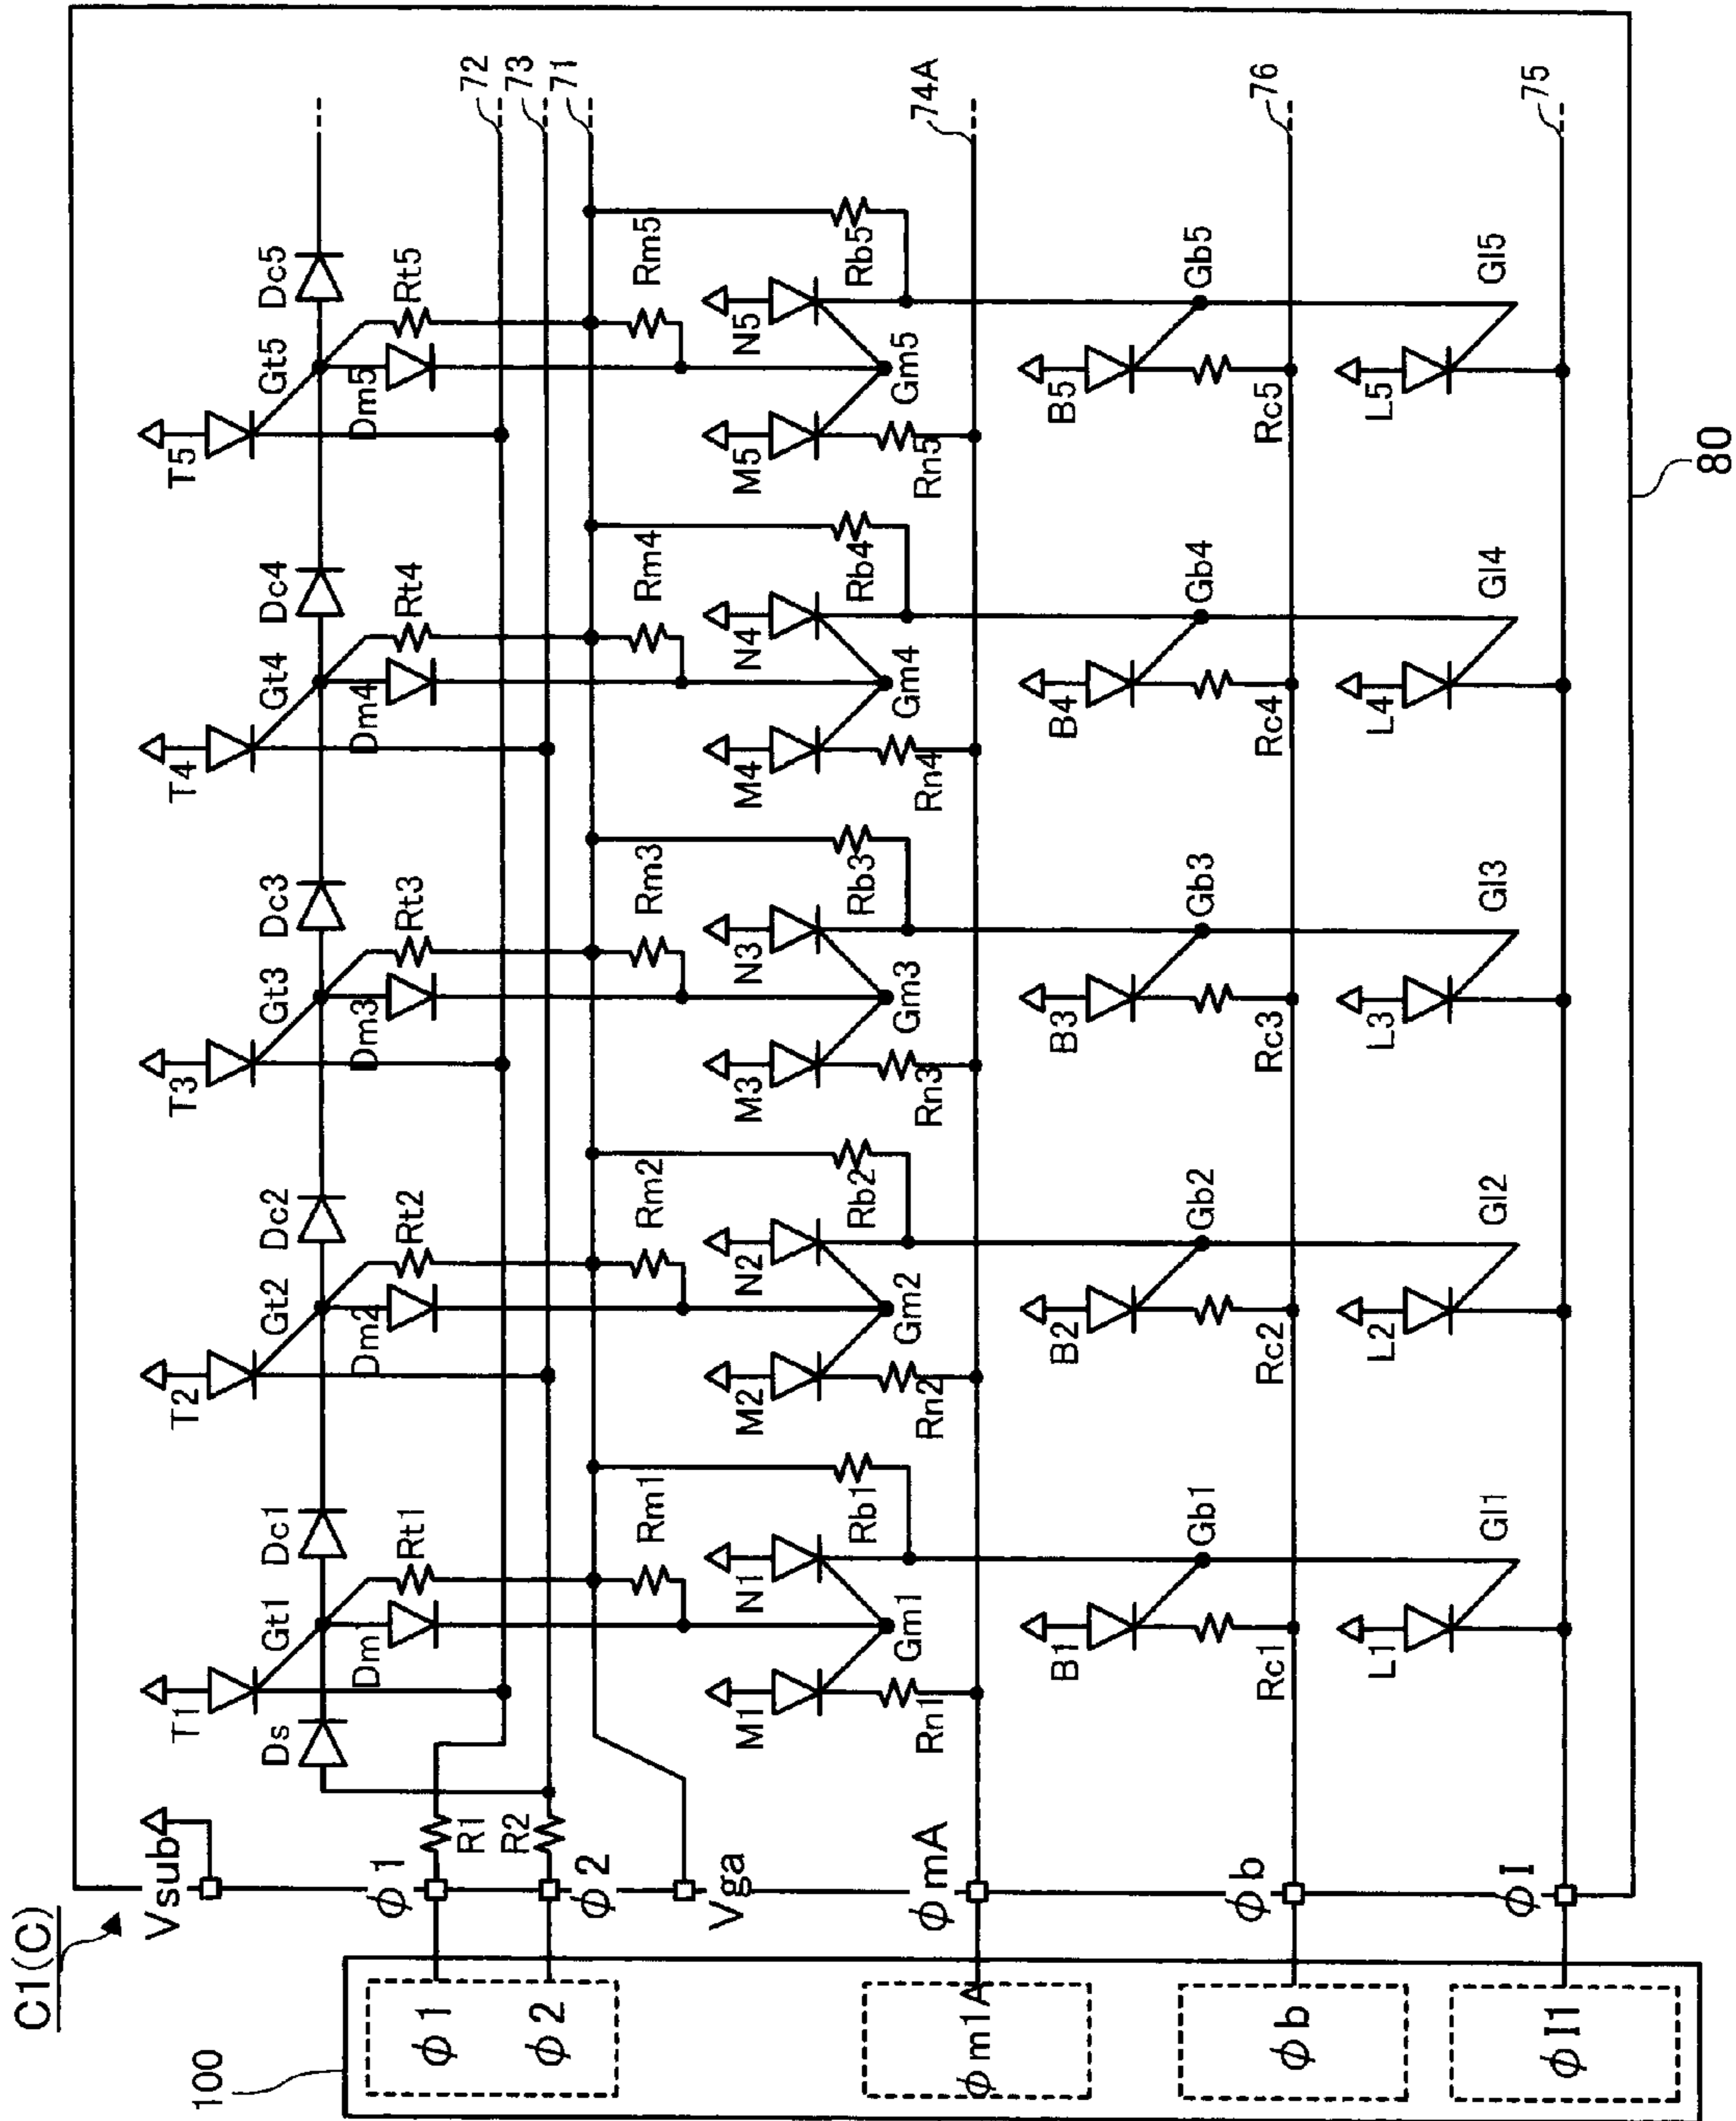 C1(C)
100
φ1
φ2
φm1A
φb
φI1
Vsub
φ1
φ2
Vga
φmA
φb
φI
R1
R2
Ds
T1
T2
T3
T4
T5
Gt1
Gt2
Gt3
Gt4
Gt5
Dc1
Dc2
Dc3
Dc4
Dc5
Dm1
Dm2
Dm3
Dm4
Dm5
Rt1
Rt2
Rt3
Rt4
Rt5
72
73
71
Rm1
Rm2
Rm3
Rm4
Rm5
M1
M2
M3
M4
M5
N1
N2
N3
N4
N5
Rb1
Rb2
Rb3
Rb4
Rb5
Gm1
Gm2
Gm3
Gm4
Gm5
Rn1
Rn2
Rn3
Rn4
Rn5
74A
B1
B2
B3
B4
B5
Gb1
Gb2
Gb3
Gb4
Gb5
Rc1
Rc2
Rc3
Rc4
Rc5
76
L1
L2
L3
L4
L5
Gl1
Gl2
Gl3
Gl4
Gl5
75
80